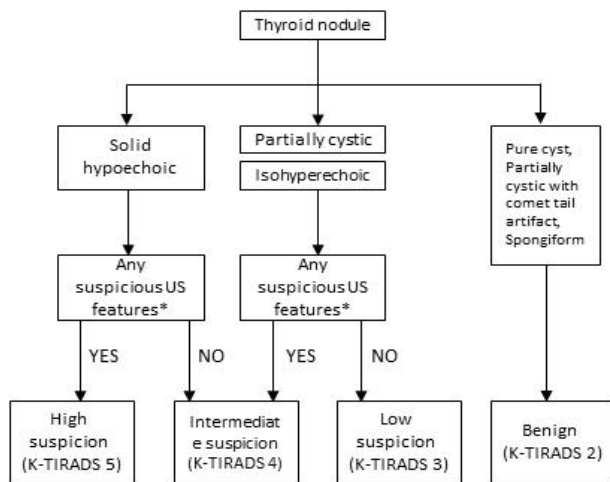 Thyroid nodule
Solid
hypoechoic
Partially cystic
Isohyperechoic
Pure cyst,
Partially
cystic with
comet tail
artifact,
Spongiform
Any
suspicious US
features*
Any
suspicious US
features*
YES
NO
YES
NO
High
suspicion
(K-TIRADS 5)
Intermediat
e suspicion
(K-TIRADS 4)
Low
suspicion
(K-TIRADS 3)
Benign
(K-TIRADS 2)